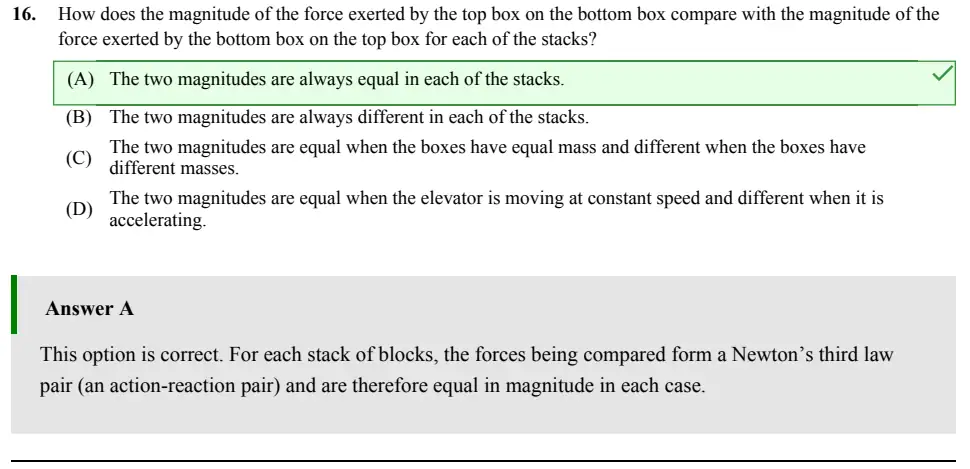 16. How does the magnitude of the force exerted by the top box on the bottom box compare with the magnitude of the
force exerted by the bottom box on the top box for each of the stacks?
(A) The two magnitudes are always equal in each of the stacks.
(B) The two magnitudes are always different in each of the stacks.
(C) The two magnitudes are equal when the boxes have equal mass and different when the boxes have
different masses.
(D) The two magnitudes are equal when the elevator is moving at constant speed and different when it is
accelerating.
Answer A
This option is correct. For each stack of blocks, the forces being compared form a Newton’s third law
pair (an action-reaction pair) and are therefore equal in magnitude in each case.